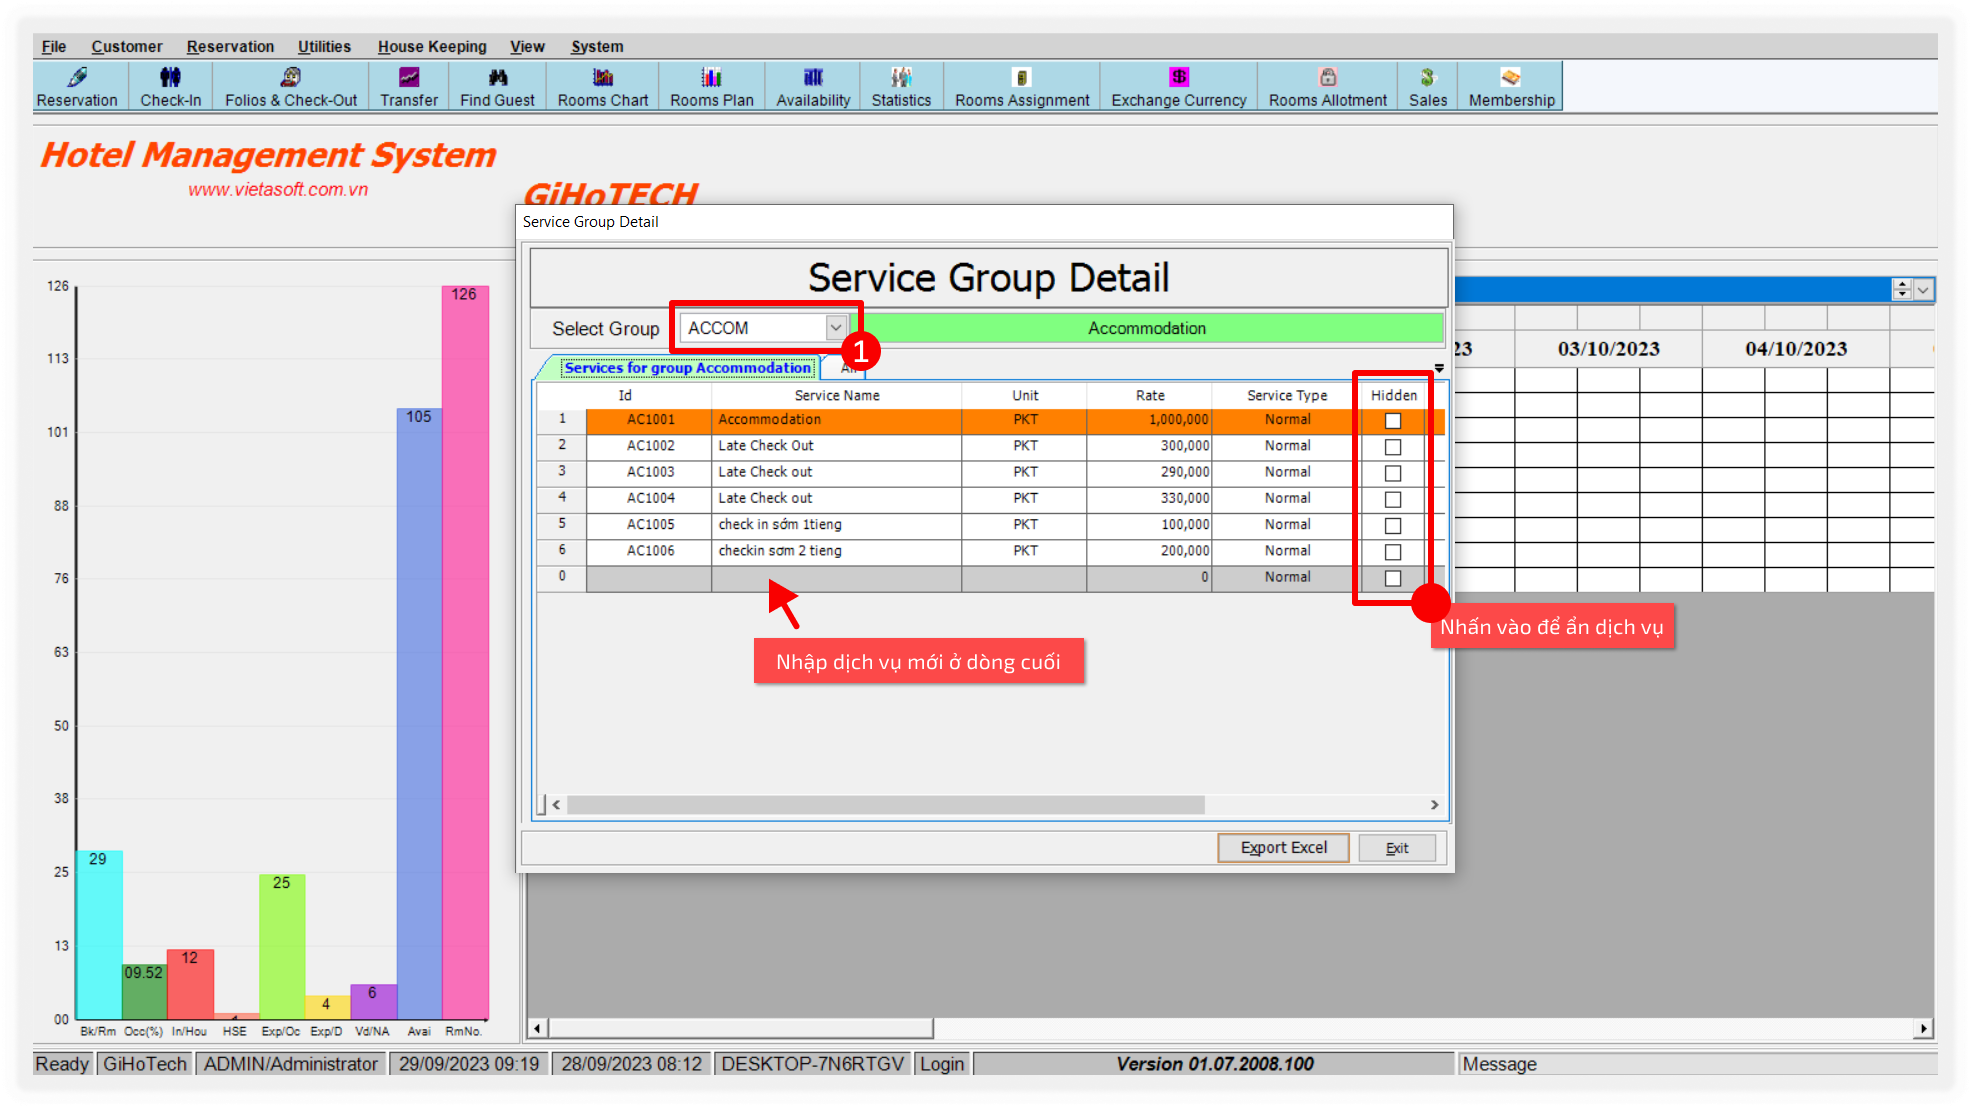 File Customer Reservation Utilities House Keeping View System
Reservation Check-In Folios & Check-Out Transfer Find Guest Rooms Chart Rooms Plan Availability Statistics Rooms Assignment Exchange Currency Rooms Allotment Sales Membership
Hotel Management System
www.vietasoft.com.vn
GiHoTECH
Service Group Detail
Service Group Detail
Select Group ACCOM Accommodation
1
Services for group Accommodation
Id Service Name Unit Rate Service Type Hidden
1 AC1001 Accommodation PKT 1,000,000 Normal
2 AC1002 Late Check Out PKT 300,000 Normal
3 AC1003 Late Check out PKT 290,000 Normal
4 AC1004 Late Check out PKT 330,000 Normal
5 AC1005 check in sớm 1tieng PKT 100,000 Normal
6 AC1006 checkin sơm 2 tieng PKT 200,000 Normal
0 0 Normal
Nhấn vào để ẩn dịch vụ
Nhập dịch vụ mới ở dòng cuối
Export Excel Exit
03/10/2023 04/10/2023
126
113
101
88
76
63
50
38
25
13
00
29 09.52 12 25 4 6 105 126
Bk/Rm Occ(%) In/Hou HSE Exp/Oc Exp/D Vd/NA Avai RmNo.
Ready GiHoTech ADMIN/Administrator 29/09/2023 09:19 28/09/2023 08:12 DESKTOP-7N6RTGV Login Version 01.07.2008.100 Message